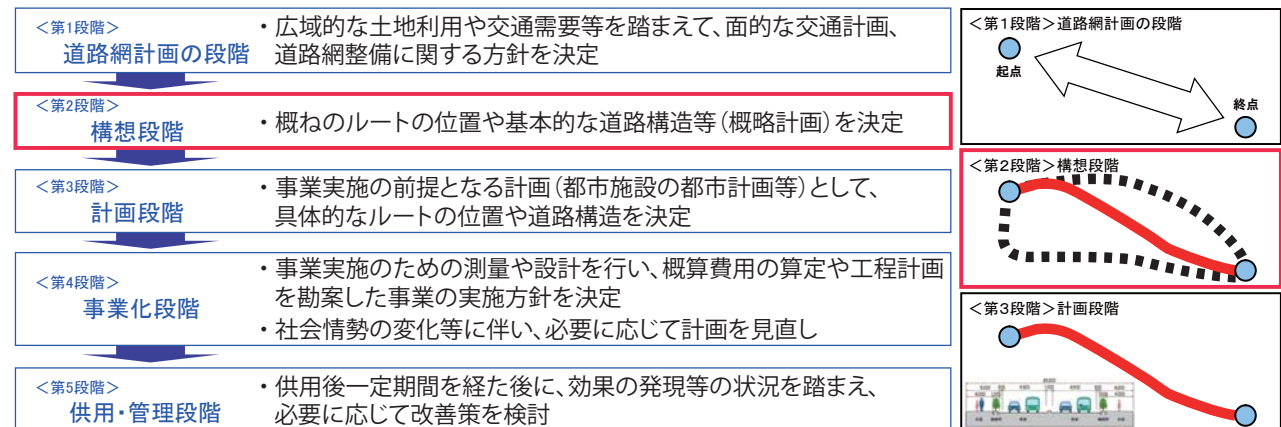 <第1段階>
道路網計画の段階
・広域的な土地利用や交通需要等を踏まえて、面的な交通計画、
道路網整備に関する方針を決定
<第2段階>
構想段階
・概ねのルートの位置や基本的な道路構造等(概略計画)を決定
<第3段階>
計画段階
・事業実施の前提となる計画(都市施設の都市計画等)として、
具体的なルートの位置や道路構造を決定
<第4段階>
事業化段階
・事業実施のための測量や設計を行い、概算費用の算定や工程計画
を勘案した事業の実施方針を決定
・社会情勢の変化等に伴い、必要に応じて計画を見直し
<第5段階>
供用・管理段階
・供用後一定期間を経た後に、効果の発現等の状況を踏まえ、
必要に応じて改善策を検討
<第1段階>道路網計画の段階
起点
終点
<第2段階>構想段階
<第3段階>計画段階